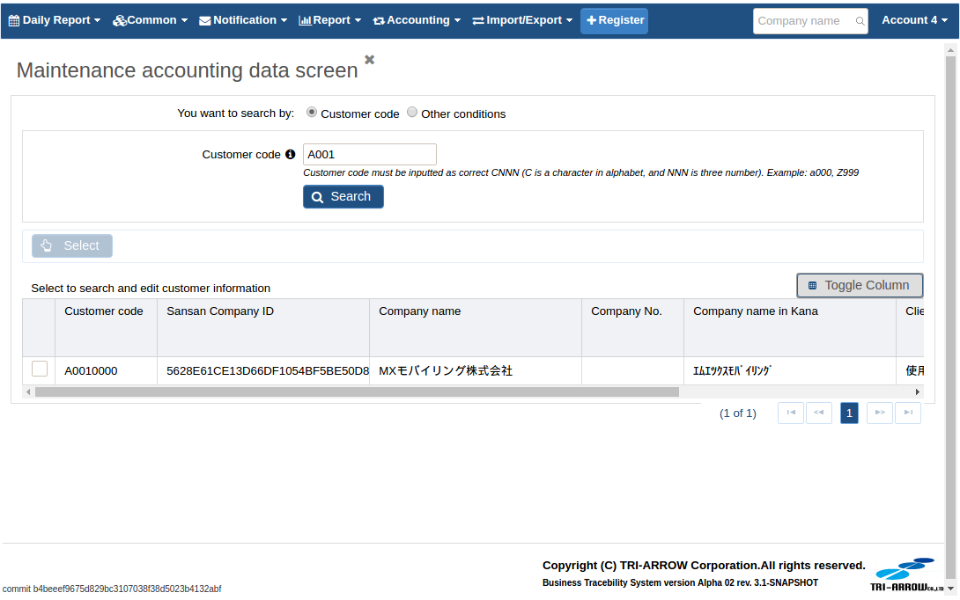 Daily Report Common Notification Report Accounting Import/Export Register Company name Account 4
Maintenance accounting data screen
You want to search by: Customer code Other conditions
Customer code A001
Customer code must be inputted as correct CNNN (C is a character in alphabet, and NNN is three number). Example: a000, Z999
Search
Select
Select to search and edit customer information
Toggle Column
Customer code Sansan Company ID Company name Company No. Company name in Kana Clie
A0010000 5628E61CE13D66DF1054BF5BE50D8 MXモバイリング株式会社 ｴﾑｴｯｸｽﾓﾊﾞｲﾘﾝｸﾞ 使用
(1 of 1) 1
Copyright (C) TRI-ARROW Corporation.All rights reserved.
Business Tracebility System version Alpha 02 rev. 3.1-SNAPSHOT
TRI-ARROW Co.,Ltd
commit b4beeef9675d829bc3107038f38d5023b4132abf